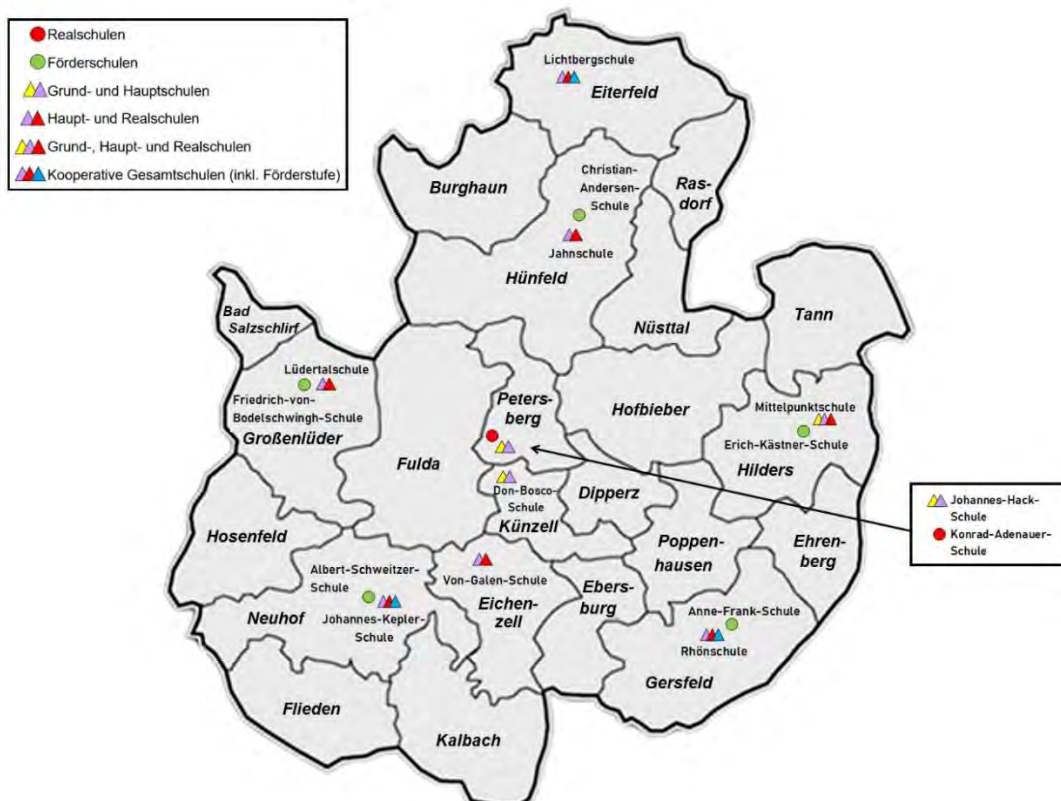 Realschulen
Förderschulen
Grund- und Hauptschulen
Haupt- und Realschulen
Grund-, Haupt- und Realschulen
Kooperative Gesamtschulen (inkl. Förderstufe)
Lichtbergschule
Eiterfeld
Burghaun
Christian-
Andersen-
Schule
Ras-
dorf
Jahnschule
Hünfeld
Nüsttal
Tann
Bad
Salzschlirf
Lüdertalschule
Friedrich-von-
Bodelschwingh-Schule
Großenlüder
Fulda
Peters-
berg
Hofbieber
Mittelpunktschule
Erich-Kästner-Schule
Hilders
Don-Bosco-
Schule
Künzell
Dipperz
Johannes-Hack-
Schule
Konrad-Adenauer-
Schule
Hosenfeld
Poppen-
hausen
Ehren-
berg
Albert-Schweitzer-
Schule
Johannes-Kepler-
Schule
Neuhof
Von-Galen-Schule
Eichen-
zell
Ebers-
burg
Anne-Frank-Schule
Rhönschule
Gersfeld
Flieden
Kalbach